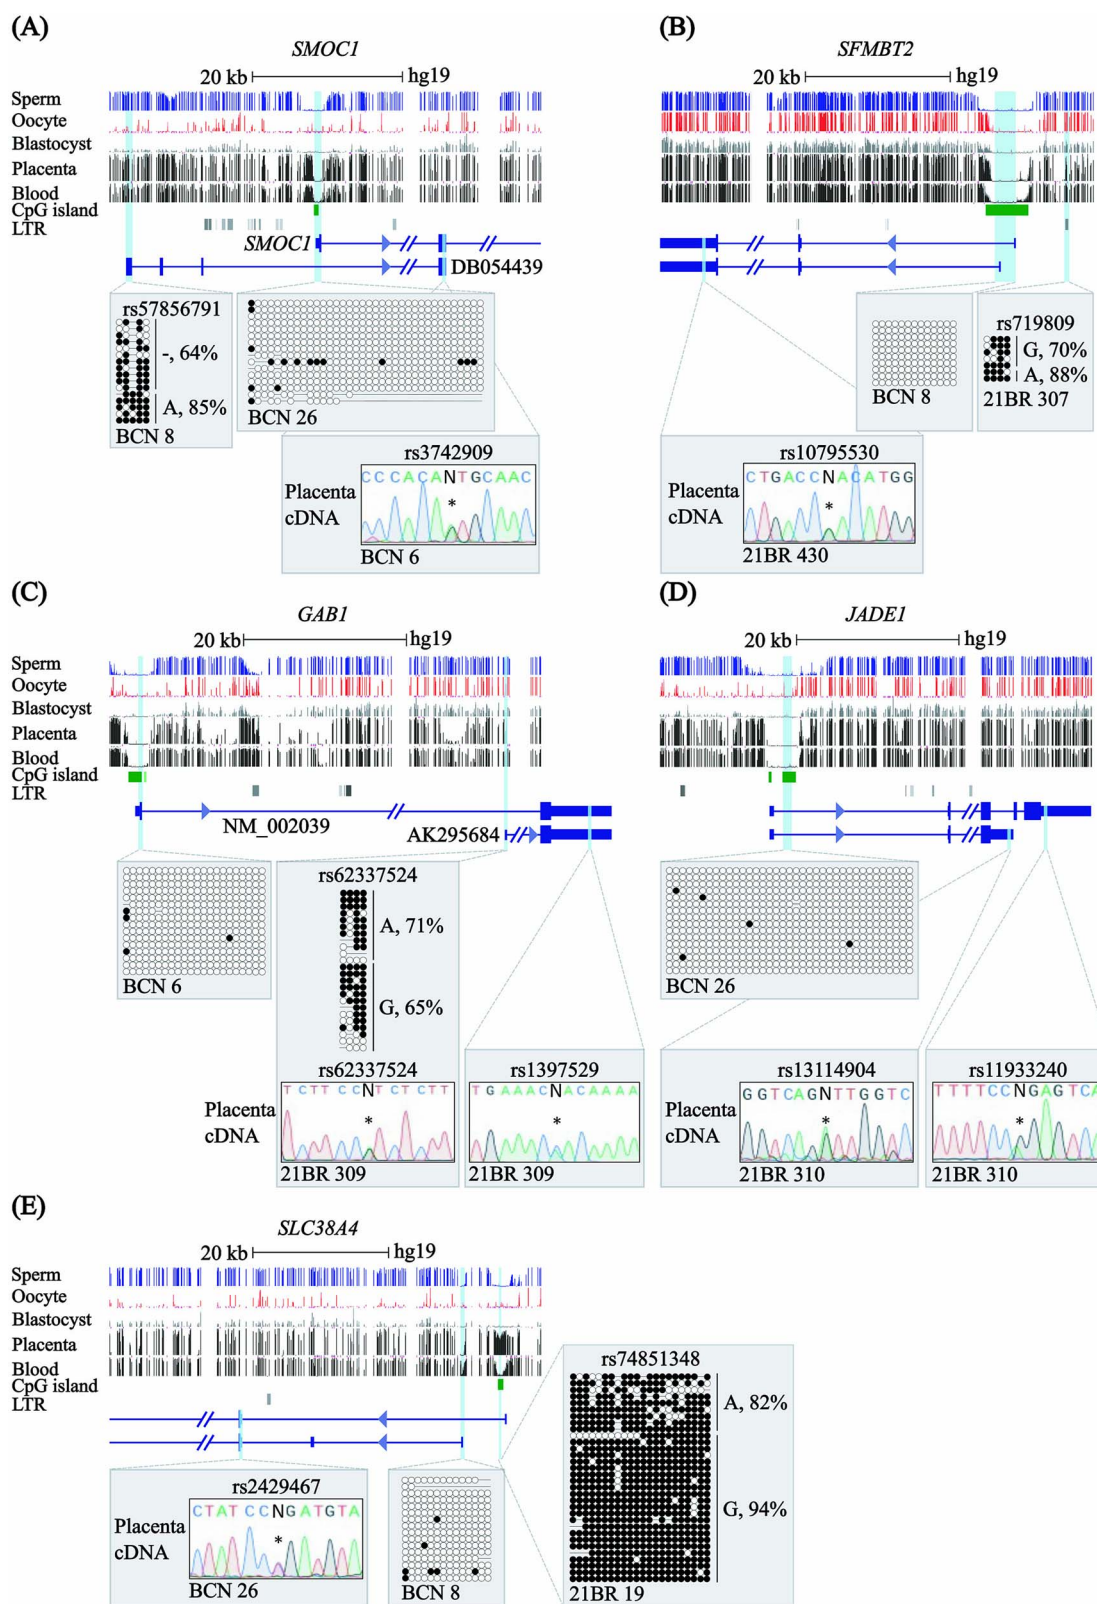 (A)
SMOC1
20 kb
hg19
Sperm
Oocyte
Blastocyst
Placenta
Blood
CpG island
LTR
SMOC1
DB054439
rs57856791
-, 64%
A, 85%
BCN 8
BCN 26
rs3742909
CCCACANTGCAAC
*
Placenta
cDNA
BCN 6
(B)
SFMBT2
20 kb
hg19
BCN 8
rs719809
G, 70%
A, 88%
21BR 307
rs10795530
CTGACCNACATGG
*
Placenta
cDNA
21BR 430
(C)
GAB1
20 kb
hg19
Sperm
Oocyte
Blastocyst
Placenta
Blood
CpG island
LTR
NM_002039
AK295684
BCN 6
rs62337524
A, 71%
G, 65%
rs62337524
TCTTCCNTCTCTT
*
Placenta
cDNA
21BR 309
rs1397529
TGAAACNACAAAA
*
21BR 309
(D)
JADE1
20 kb
hg19
BCN 26
rs13114904
GGTCAGNTTGGTC
*
Placenta
cDNA
21BR 310
rs11933240
TTTTCCNGAGTCA
*
21BR 310
(E)
SLC38A4
20 kb
hg19
Sperm
Oocyte
Blastocyst
Placenta
Blood
CpG island
LTR
rs2429467
CTATCCNGATGTA
*
Placenta
cDNA
BCN 26
BCN 8
rs74851348
A, 82%
G, 94%
21BR 19